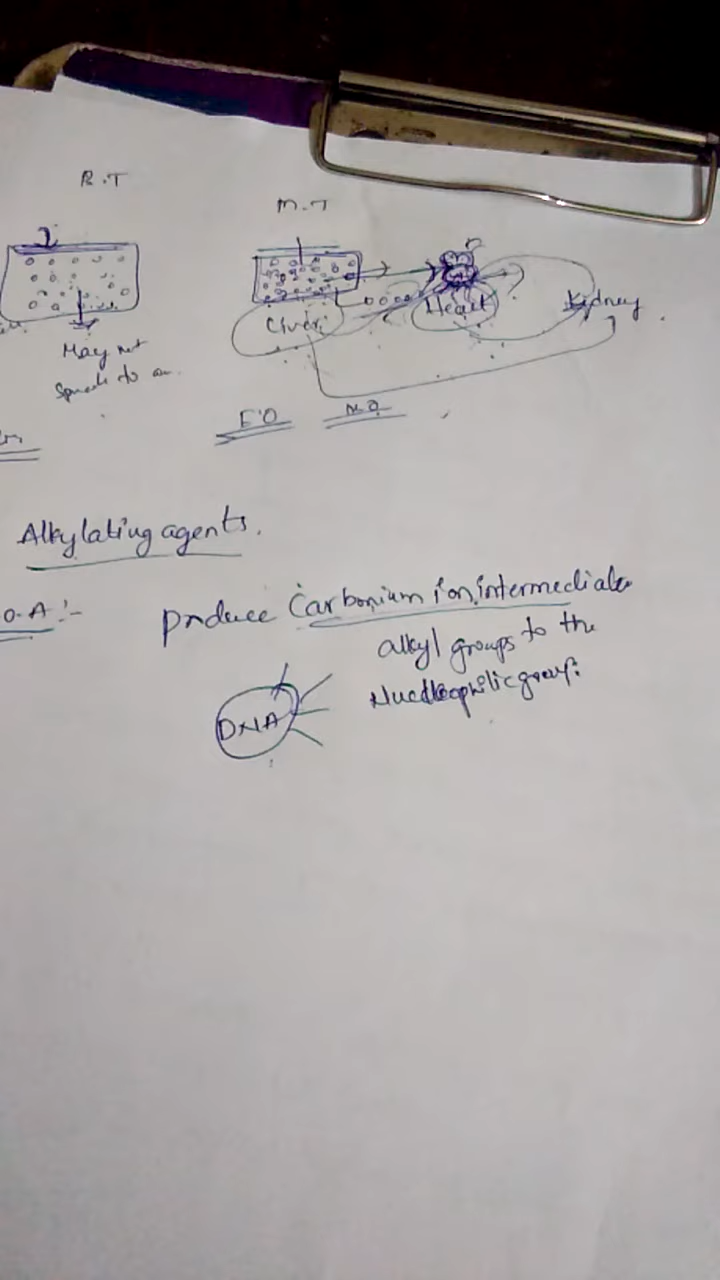 B.T
M.T
May not
Spread to
Liver
Heart
Kidney
Alkylating agents.
O.A:-
produce Carbonium ion intermediate
alkyl groups to the
Nucleophilic group:
DNA